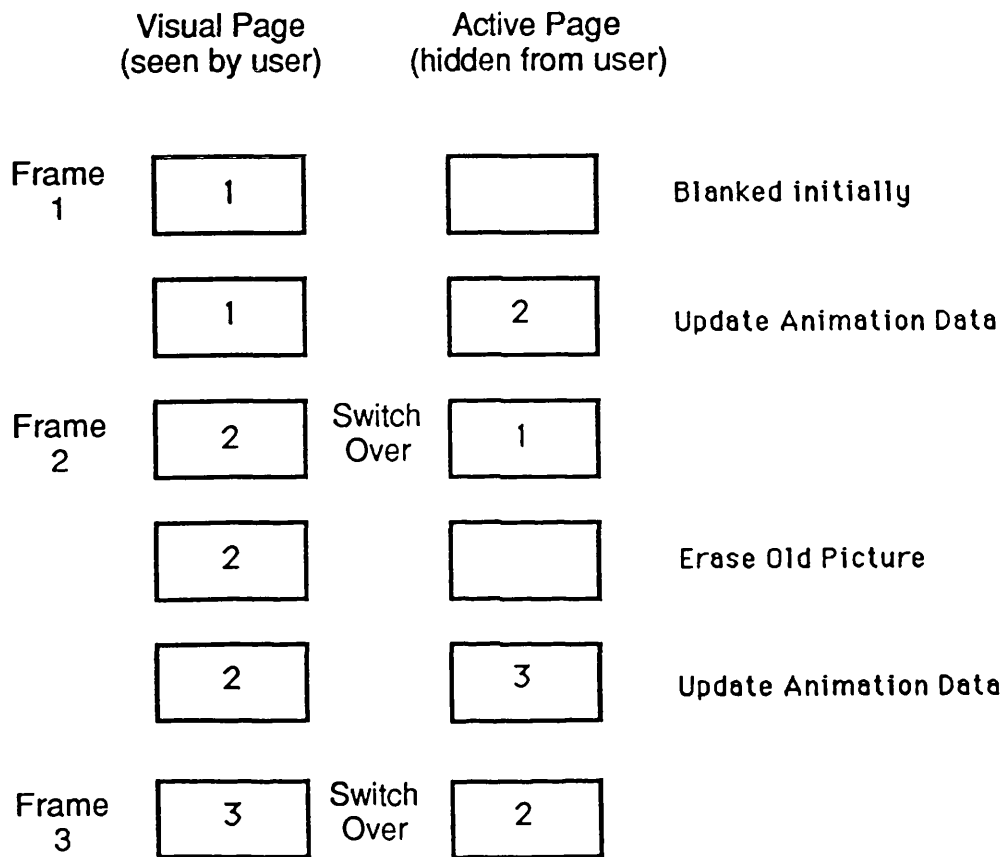 Visual Page Active Page
(seen by user) (hidden from user)
Frame
1 1 Blanked initially
1 2 Update Animation Data
Frame 2 Switch Over 1
2
2 Erase Old Picture
2 3 Update Animation Data
Frame 3 Switch Over 2
3